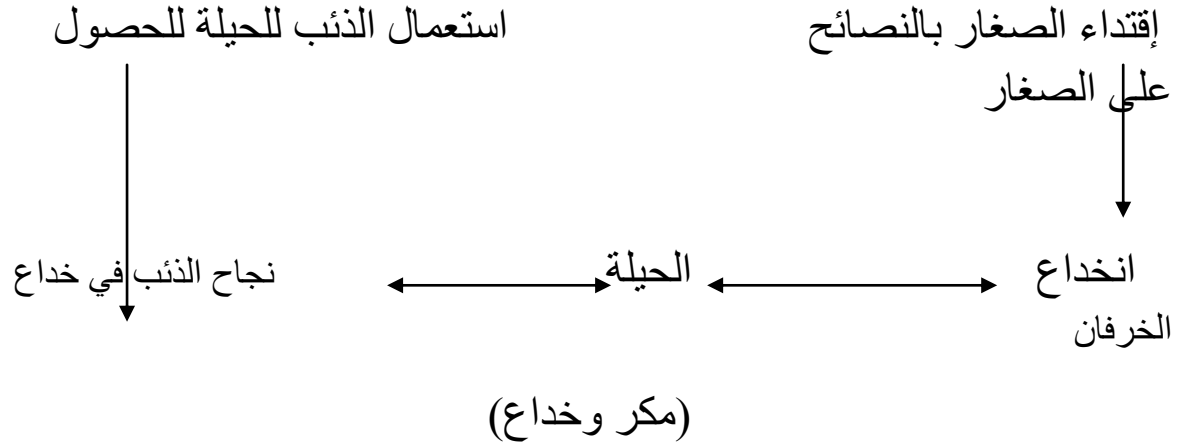 إقتداء الصغار بالنصائح استعمال الذئب للحيلة للحصول
على الصغار
انخداع الحيلة نجاح الذئب في خداع
الخرفان
(مكر وخداع)